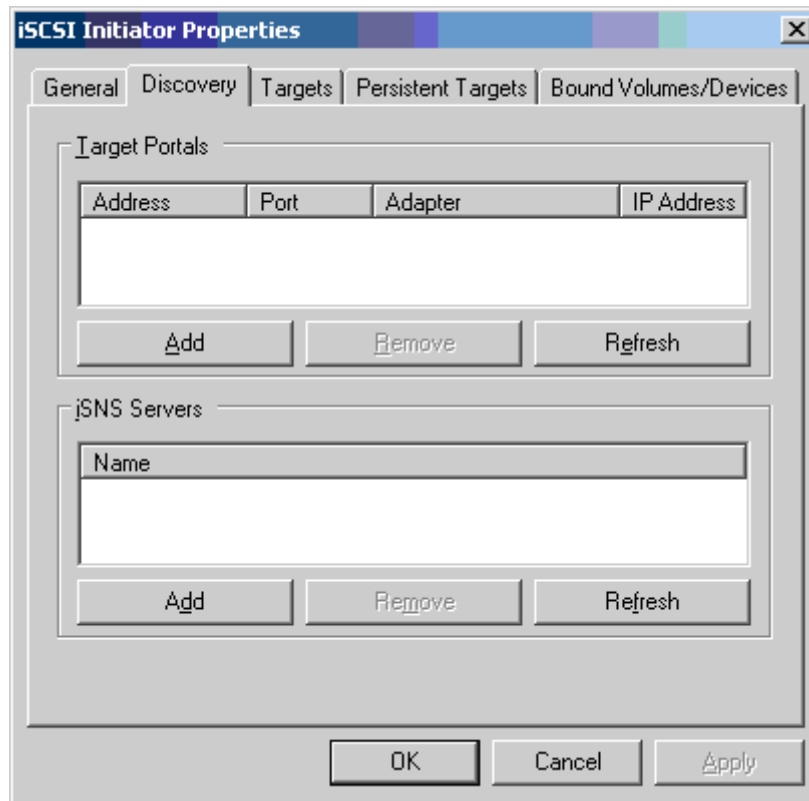 iSCSI Initiator Properties
General Discovery Targets Persistent Targets Bound Volumes/Devices
Target Portals
Address Port Adapter IP Address
Add Remove Refresh
iSNS Servers
Name
Add Remove Refresh
OK Cancel Apply